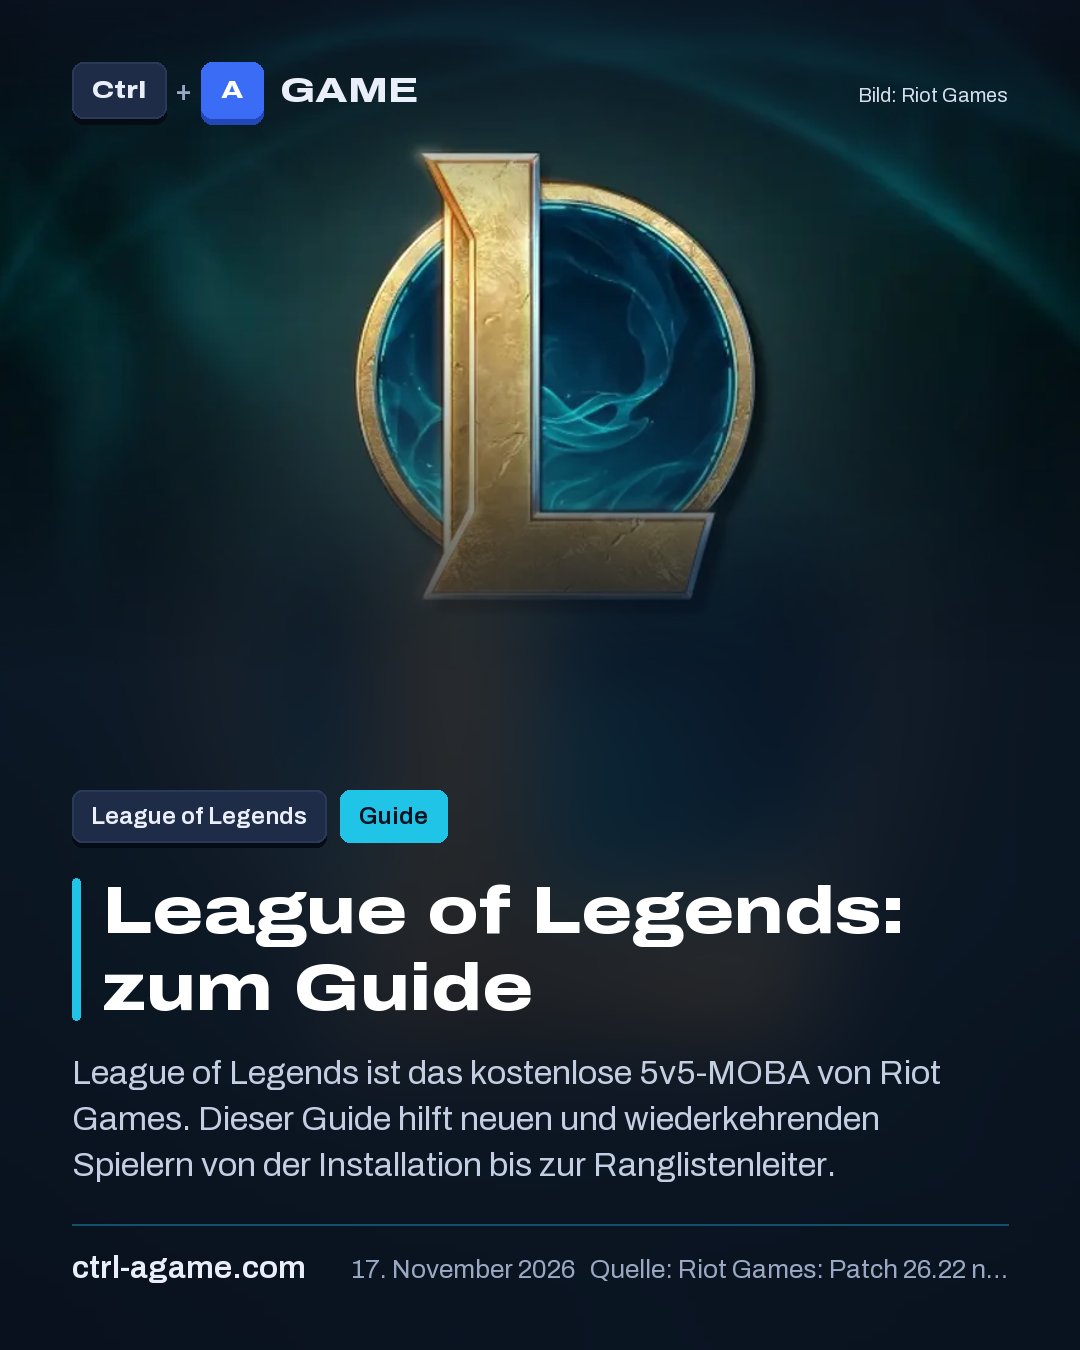 Ctrl + A GAME
Bild: Riot Games
League of Legends
Guide
League of Legends:
zum Guide
League of Legends ist das kostenlose 5v5-MOBA von Riot
Games. Dieser Guide hilft neuen und wiederkehrenden
Spielern von der Installation bis zur Ranglistenleiter.
ctrl-agame.com
17. November 2026 Quelle: Riot Games: Patch 26.22 n...